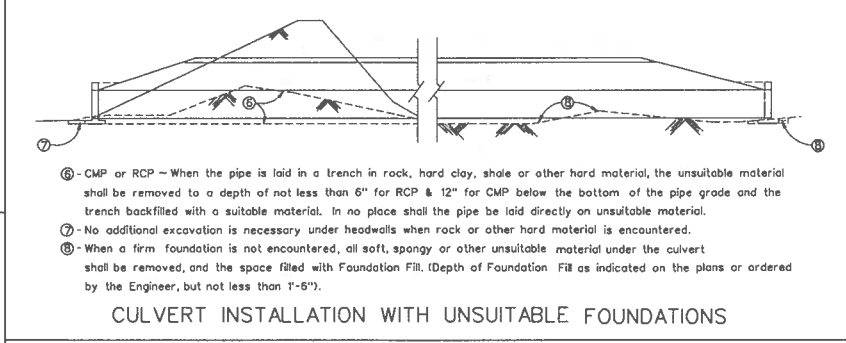 ⑥
⑧
⑦
⑧
⑥ - CMP or RCP ~ When the pipe is laid in a trench in rock, hard clay, shale or other hard material, the unsuitable material
shall be removed to a depth of not less than 6" for RCP & 12" for CMP below the bottom of the pipe grade and the
trench backfilled with a suitable material. In no place shall the pipe be laid directly on unsuitable material.
⑦ - No additional excavation is necessary under headwalls when rock or other hard material is encountered.
⑧ - When a firm foundation is not encountered, all soft, spongy or other unsuitable material under the culvert
shall be removed, and the space filled with Foundation Fill. (Depth of Foundation Fill as indicated on the plans or ordered
by the Engineer, but not less than 1'-6").
CULVERT INSTALLATION WITH UNSUITABLE FOUNDATIONS